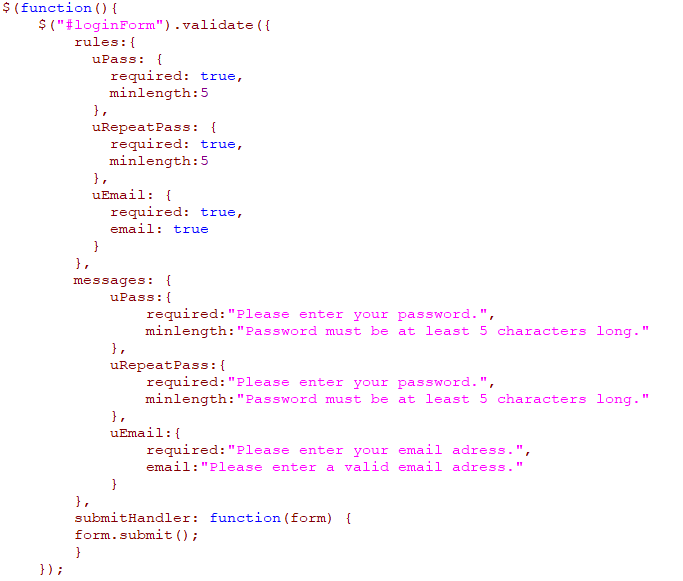 $(function(){
    $("#loginForm").validate({
        rules:{
          uPass: {
            required: true,
            minlength:5
          },
          uRepeatPass: {
            required: true,
            minlength:5
          },
          uEmail: {
            required: true,
            email: true
          }
        },
        messages: {
            uPass:{
                required:"Please enter your password.",
                minlength:"Password must be at least 5 characters long."
            },
            uRepeatPass:{
                required:"Please enter your password.",
                minlength:"Password must be at least 5 characters long."
            },
            uEmail:{
                required:"Please enter your email adress.",
                email:"Please enter a valid email adress."
            }
        },
        submitHandler: function(form) {
        form.submit();
        }
    });